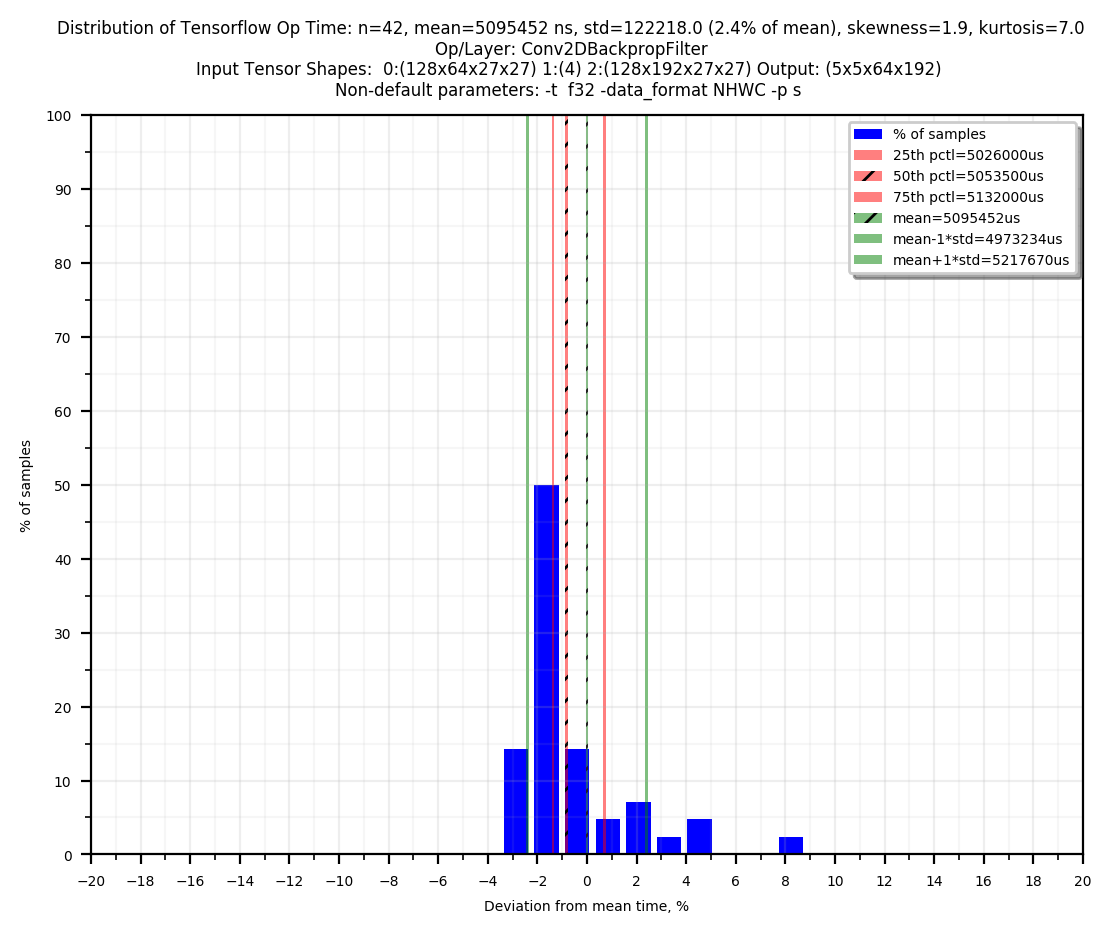 Distribution of Tensorflow Op Time: n=42, mean=5095452 ns, std=122218.0 (2.4% of mean), skewness=1.9, kurtosis=7.0
Op/Layer: Conv2DBackpropFilter
Input Tensor Shapes:  0:(128x64x27x27) 1:(4) 2:(128x192x27x27) Output: (5x5x64x192)
Non-default parameters: -t  f32 -data_format NHWC -p s
% of samples
25th pctl=5026000us
50th pctl=5053500us
75th pctl=5132000us
mean=5095452us
mean-1*std=4973234us
mean+1*std=5217670us
100
90
80
70
60
50
40
30
20
10
0
% of samples
−20 −18 −16 −14 −12 −10 −8 −6 −4 −2 0 2 4 6 8 10 12 14 16 18 20
Deviation from mean time, %